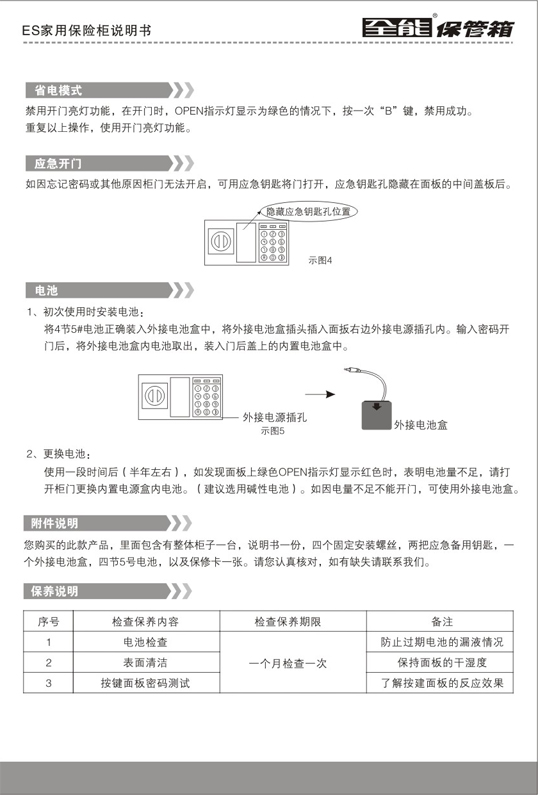 ES家用保险柜说明书
全能®保管箱
省电模式
禁用开门亮灯功能，在开门时，OPEN指示灯显示为绿色的情况下，按一次“B”键，禁用成功。
重复以上操作，使用开门亮灯功能。
应急开门
如因忘记密码或其他原因柜门无法开启，可用应急钥匙将门打开，应急钥匙孔隐藏在面板的中间盖板后。
隐藏应急钥匙孔位置
示图4
电池
1、初次使用时安装电池：
将4节5#电池正确装入外接电池盒中，将外接电池盒插头插入面扳右边外接电源插孔内。输入密码开
门后，将外接电池盒内电池取出，装入门后盖上的内置电池盒中。
外接电源插孔
示图5
外接电池盒
2、更换电池：
使用一段时间后（半年左右），如发现面板上绿色OPEN指示灯显示红色时，表明电池量不足，请打
开柜门更换内置电源盒内电池。（建议选用碱性电池）。如因电量不足不能开门，可使用外接电池盒。
附件说明
您购买的此款产品，里面包含有整体柜子一台，说明书一份，四个固定安装螺丝，两把应急备用钥匙，一
个外接电池盒，四节5号电池，以及保修卡一张。请您认真核对，如有缺失请联系我们。
保养说明
序号 检查保养内容 检查保养期限 备注
1 电池检查 防止过期电池的漏液情况
2 表面清洁 一个月检查一次 保持面板的干湿度
3 按键面板密码测试 了解按建面板的反应效果